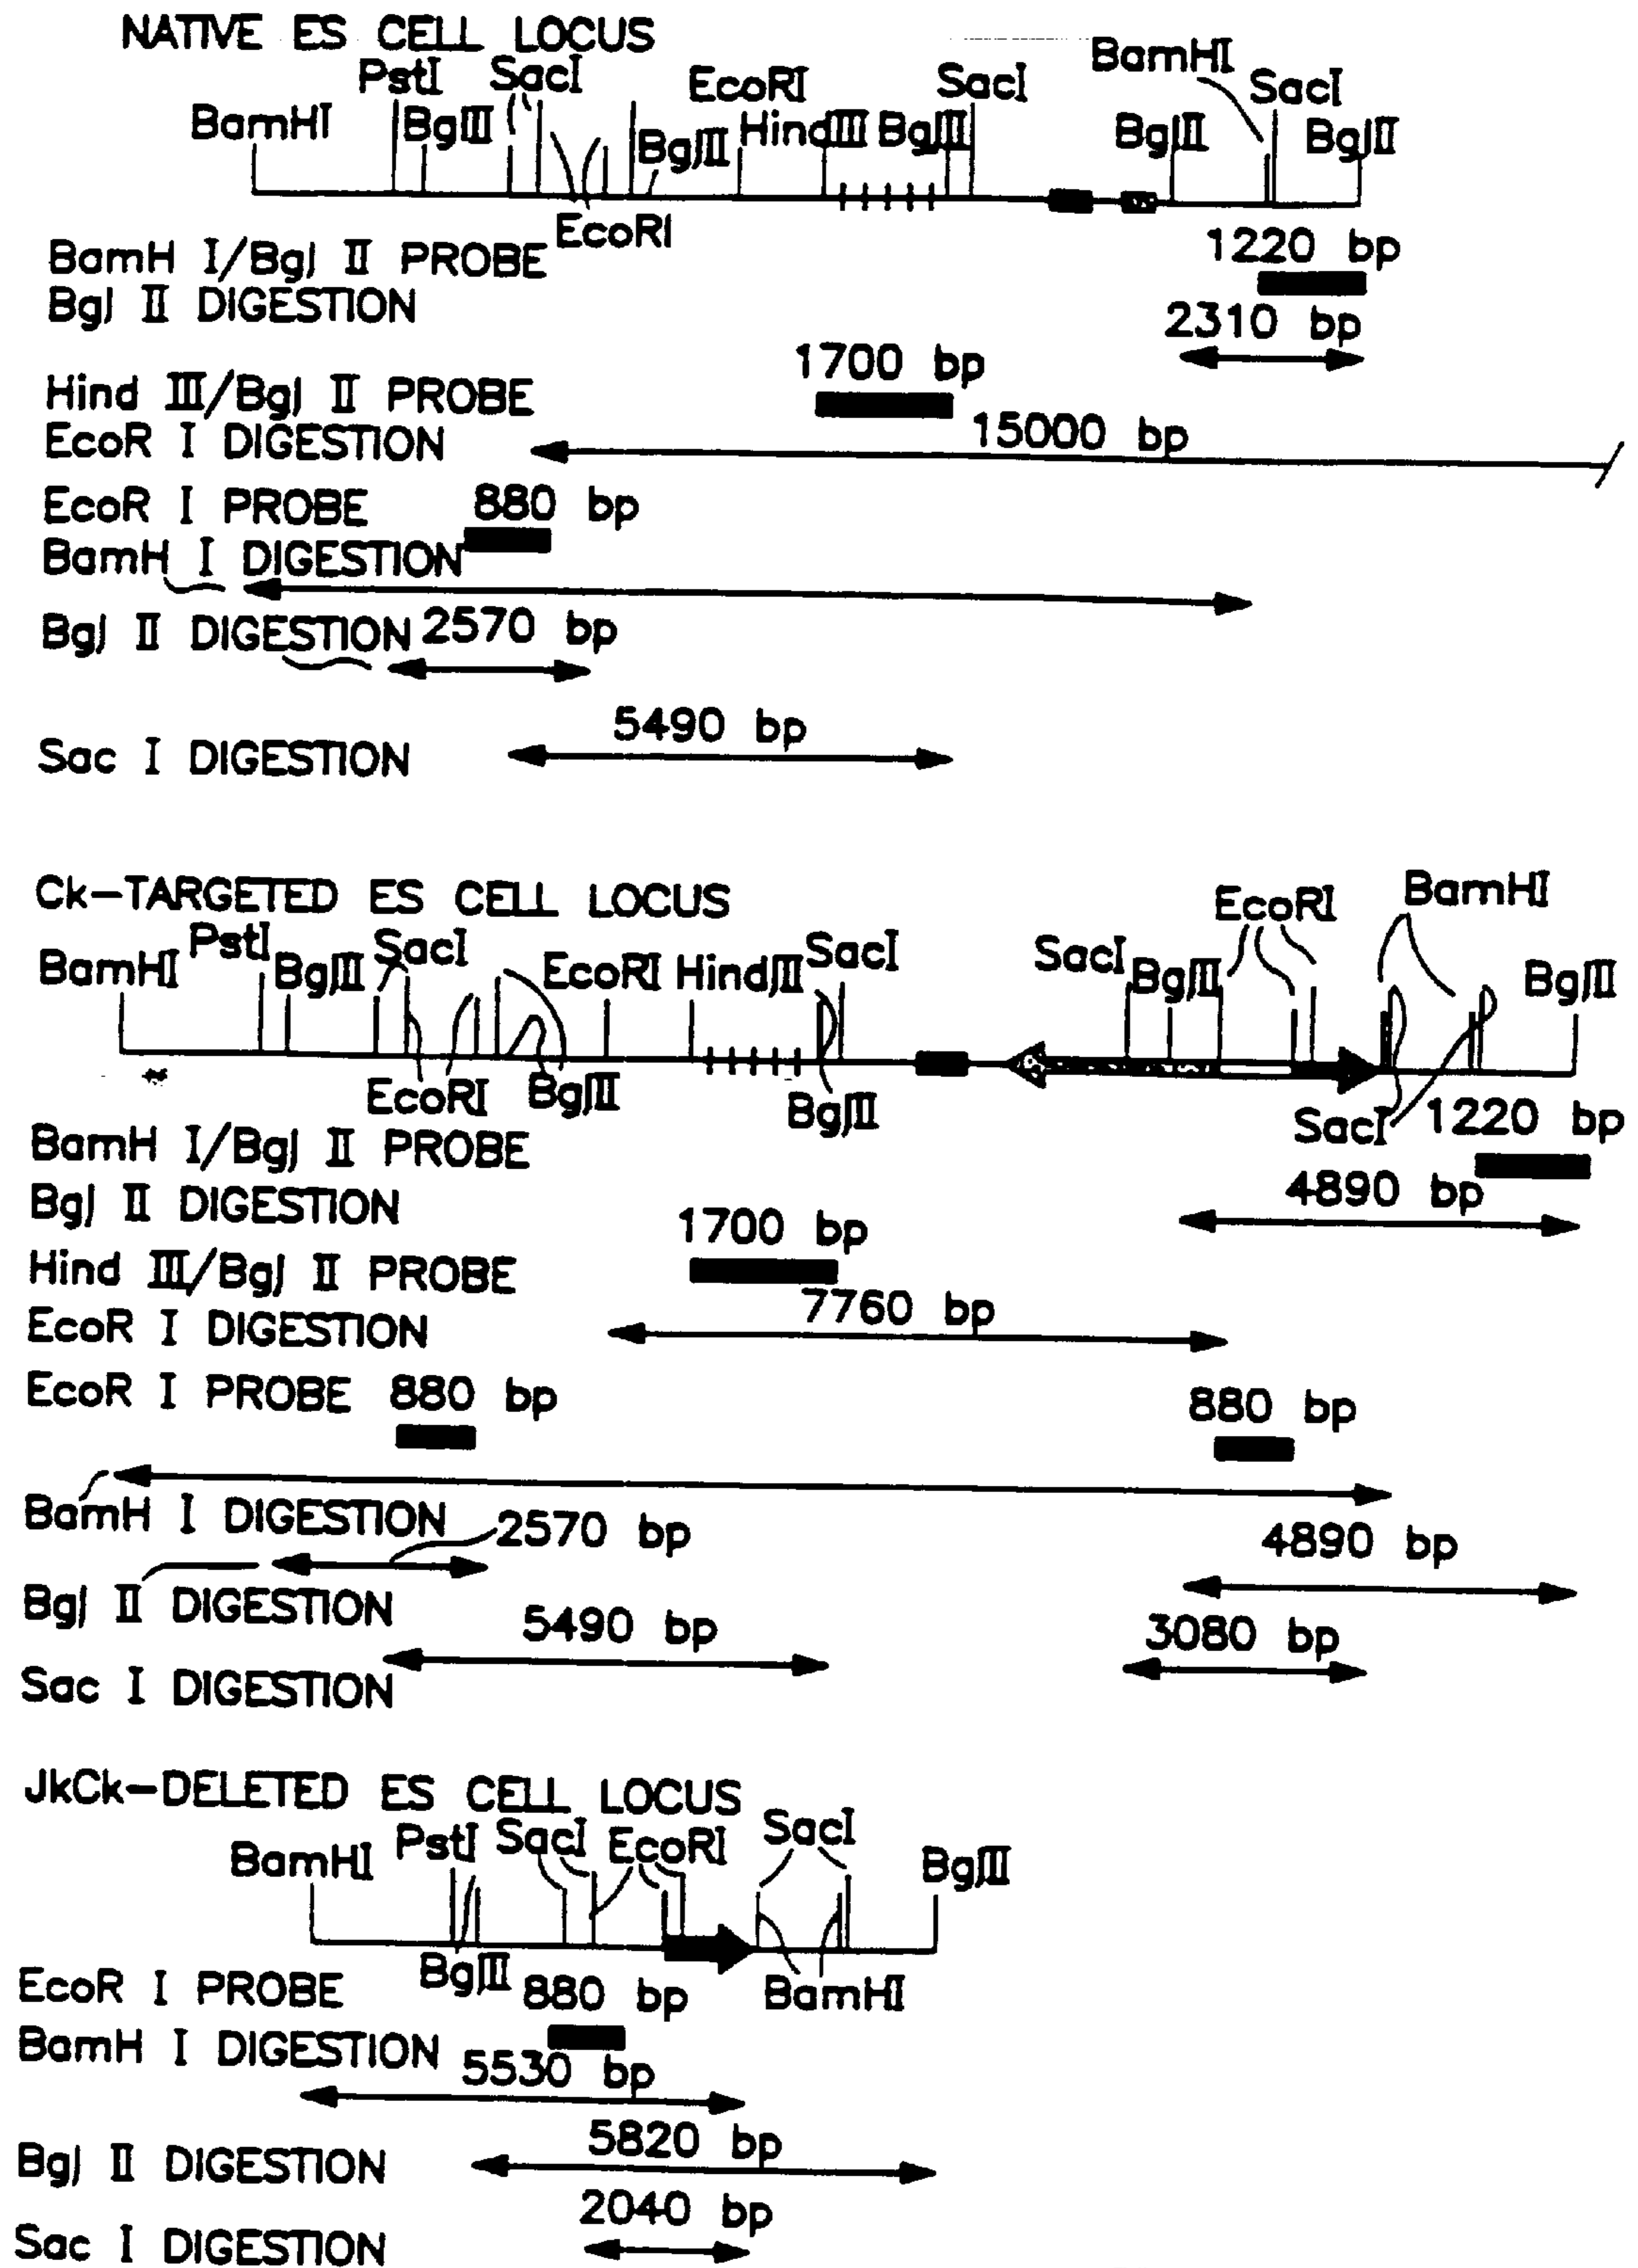 NATIVE ES CELL LOCUS
BamHI
PstI SacI EcoRI SacI SacI
BamHI BglII BglII HindIII BglII BglII BglII
EcoRI
BamH I/Bgl II PROBE 1220 bp
Bgl II DIGESTION 2310 bp
1700 bp
Hind III/Bgl II PROBE
EcoR I DIGESTION 15000 bp
EcoR I PROBE 880 bp
BamH I DIGESTION
Bgl II DIGESTION 2570 bp
5490 bp
Sac I DIGESTION
Ck-TARGETED ES CELL LOCUS EcoRI BamHI
BamHI PstI BglII SacI EcoRI HindIII SacI SacI BglII BglII
EcoRI BglII BglII SacI
BamH I/Bgl II PROBE 1220 bp
Bgl II DIGESTION 4890 bp
1700 bp
Hind III/Bgl II PROBE
7760 bp
EcoR I DIGESTION
EcoR I PROBE 880 bp 880 bp
BamH I DIGESTION 2570 bp 4890 bp
Bgl II DIGESTION
5490 bp 3080 bp
Sac I DIGESTION
JkCk-DELETED ES CELL LOCUS
BamHI PstI SacI EcoRI SacI BglII
BglII BamHI
EcoR I PROBE 880 bp
BamH I DIGESTION 5530 bp
5820 bp
Bgl II DIGESTION
2040 bp
Sac I DIGESTION